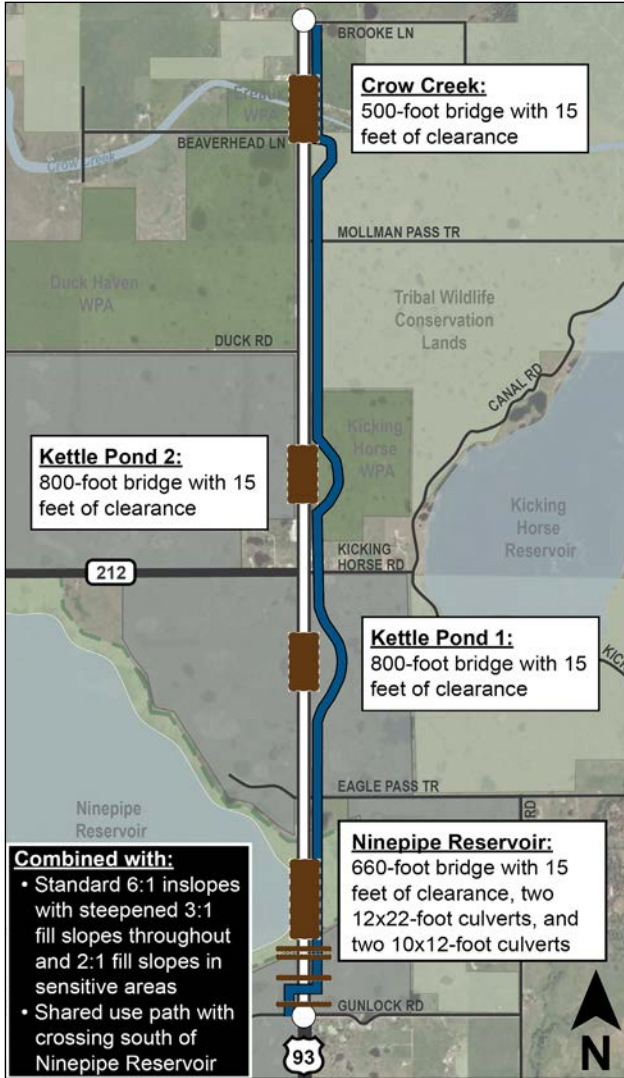 BROOKE LN
Crow Creek:
500-foot bridge with 15
feet of clearance
Ereaux
WPA
BEAVERHEAD LN
Crow Creek
MOLLMAN PASS TR
Duck Haven
WPA
Tribal Wildlife
Conservation
Lands
DUCK RD
CANAL RD
Kettle Pond 2:
800-foot bridge with 15
feet of clearance
Kicking
Horse
WPA
Kicking
Horse
Reservoir
KICKING
HORSE RD
212
Kettle Pond 1:
800-foot bridge with 15
feet of clearance
KICK
EAGLE PASS TR
Ninepipe
Reservoir
RD
Ninepipe Reservoir:
660-foot bridge with 15
feet of clearance, two
12x22-foot culverts, and
two 10x12-foot culverts
Combined with:
• Standard 6:1 inslopes
with steepened 3:1
fill slopes throughout
and 2:1 fill slopes in
sensitive areas
• Shared use path with
crossing south of
Ninepipe Reservoir
GUNLOCK RD
93
N